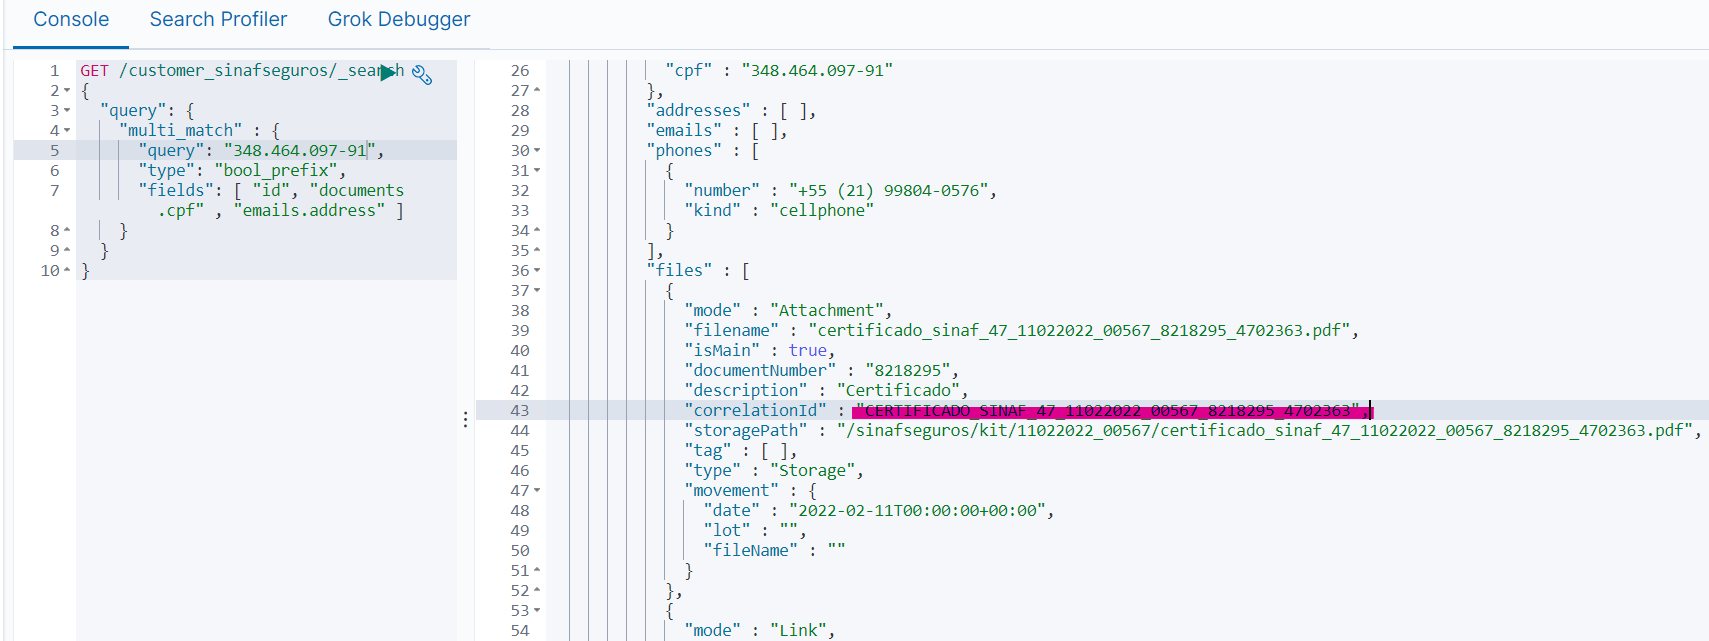 Console Search Profiler Grok Debugger
1 GET /customer_sinafseguros/_search
2 {
3 "query": {
4 "multi_match" : {
5 "query": "348.464.097-91",
6 "type": "bool_prefix",
7 "fields": [ "id", "documents
.cpf" , "emails.address" ]
8 }
9 }
10 }
26 "cpf" : "348.464.097-91"
27 },
28 "addresses" : [ ],
29 "emails" : [ ],
30 "phones" : [
31 {
32 "number" : "+55 (21) 99804-0576",
33 "kind" : "cellphone"
34 }
35 ],
36 "files" : [
37 {
38 "mode" : "Attachment",
39 "filename" : "certificado_sinaf_47_11022022_00567_8218295_4702363.pdf",
40 "isMain" : true,
41 "documentNumber" : "8218295",
42 "description" : "Certificado",
43 "correlationId" : "CERTIFICADO_SINAF_47_11022022_00567_8218295_4702363",
44 "storagePath" : "/sinafseguros/kit/11022022_00567/certificado_sinaf_47_11022022_00567_8218295_4702363.pdf",
45 "tag" : [ ],
46 "type" : "Storage",
47 "movement" : {
48 "date" : "2022-02-11T00:00:00+00:00",
49 "lot" : "",
50 "fileName" : ""
51 }
52 },
53 {
54 "mode" : "Link",